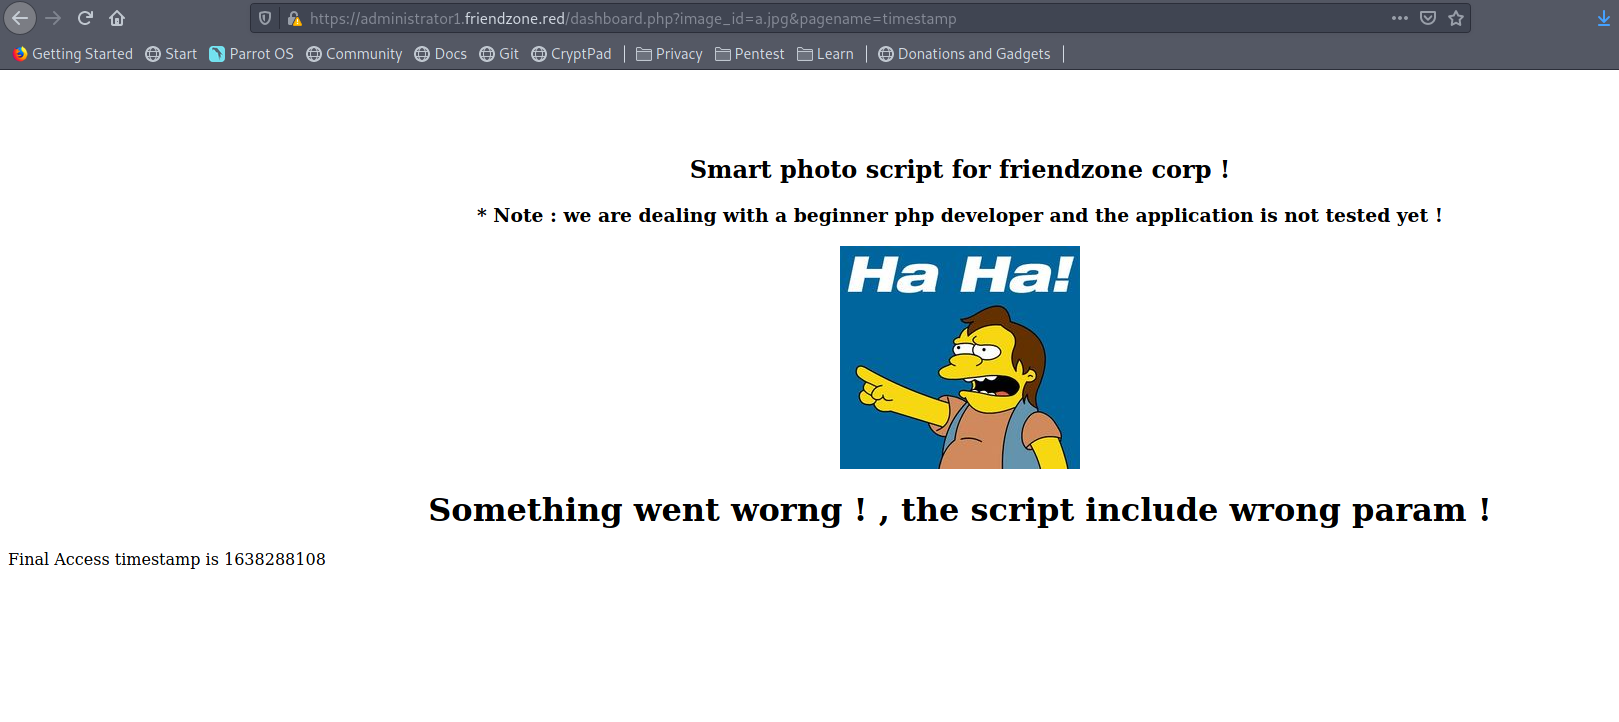 https://administrator1.friendzone.red/dashboard.php?image_id=a.jpg&pagename=timestamp
Getting Started Start Parrot OS Community Docs Git CryptPad Privacy Pentest Learn Donations and Gadgets
Smart photo script for friendzone corp !
* Note : we are dealing with a beginner php developer and the application is not tested yet !
Ha Ha!
Something went worng ! , the script include wrong param !
Final Access timestamp is 1638288108